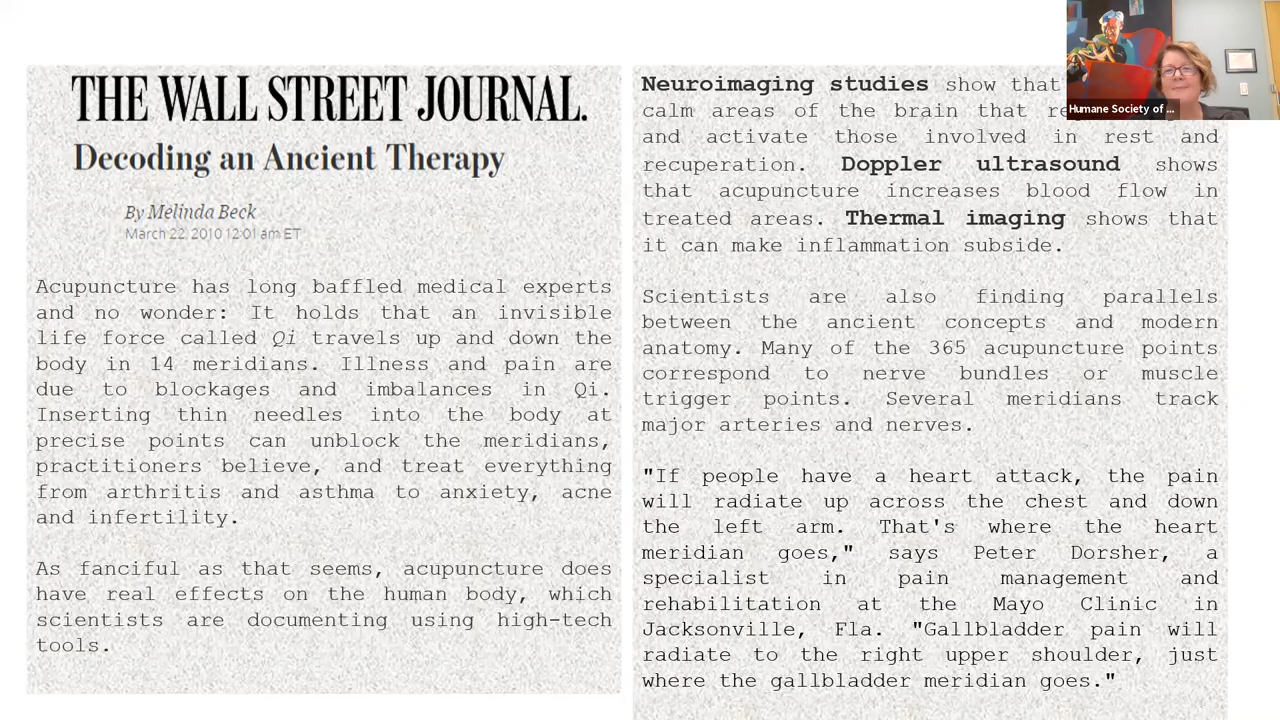 THE WALL STREET JOURNAL.
Decoding an Ancient Therapy
By Melinda Beck
March 22, 2010 12:01 am ET
Acupuncture has long baffled medical experts
and no wonder: It holds that an invisible
life force called Qi travels up and down the
body in 14 meridians. Illness and pain are
due to blockages and imbalances in Qi.
Inserting thin needles into the body at
precise points can unblock the meridians,
practitioners believe, and treat everything
from arthritis and asthma to anxiety, acne
and infertility.
As fanciful as that seems, acupuncture does
have real effects on the human body, which
scientists are documenting using high-tech
tools.
Neuroimaging studies show that
calm areas of the brain that
and activate those involved in rest and
recuperation. Doppler ultrasound shows
that acupuncture increases blood flow in
treated areas. Thermal imaging shows that
it can make inflammation subside.
Scientists are also finding parallels
between the ancient concepts and modern
anatomy. Many of the 365 acupuncture points
correspond to nerve bundles or muscle
trigger points. Several meridians track
major arteries and nerves.
"If people have a heart attack, the pain
will radiate up across the chest and down
the left arm. That's where the heart
meridian goes," says Peter Dorsher, a
specialist in pain management and
rehabilitation at the Mayo Clinic in
Jacksonville, Fla. "Gallbladder pain will
radiate to the right upper shoulder, just
where the gallbladder meridian goes."
Humane Society of ...